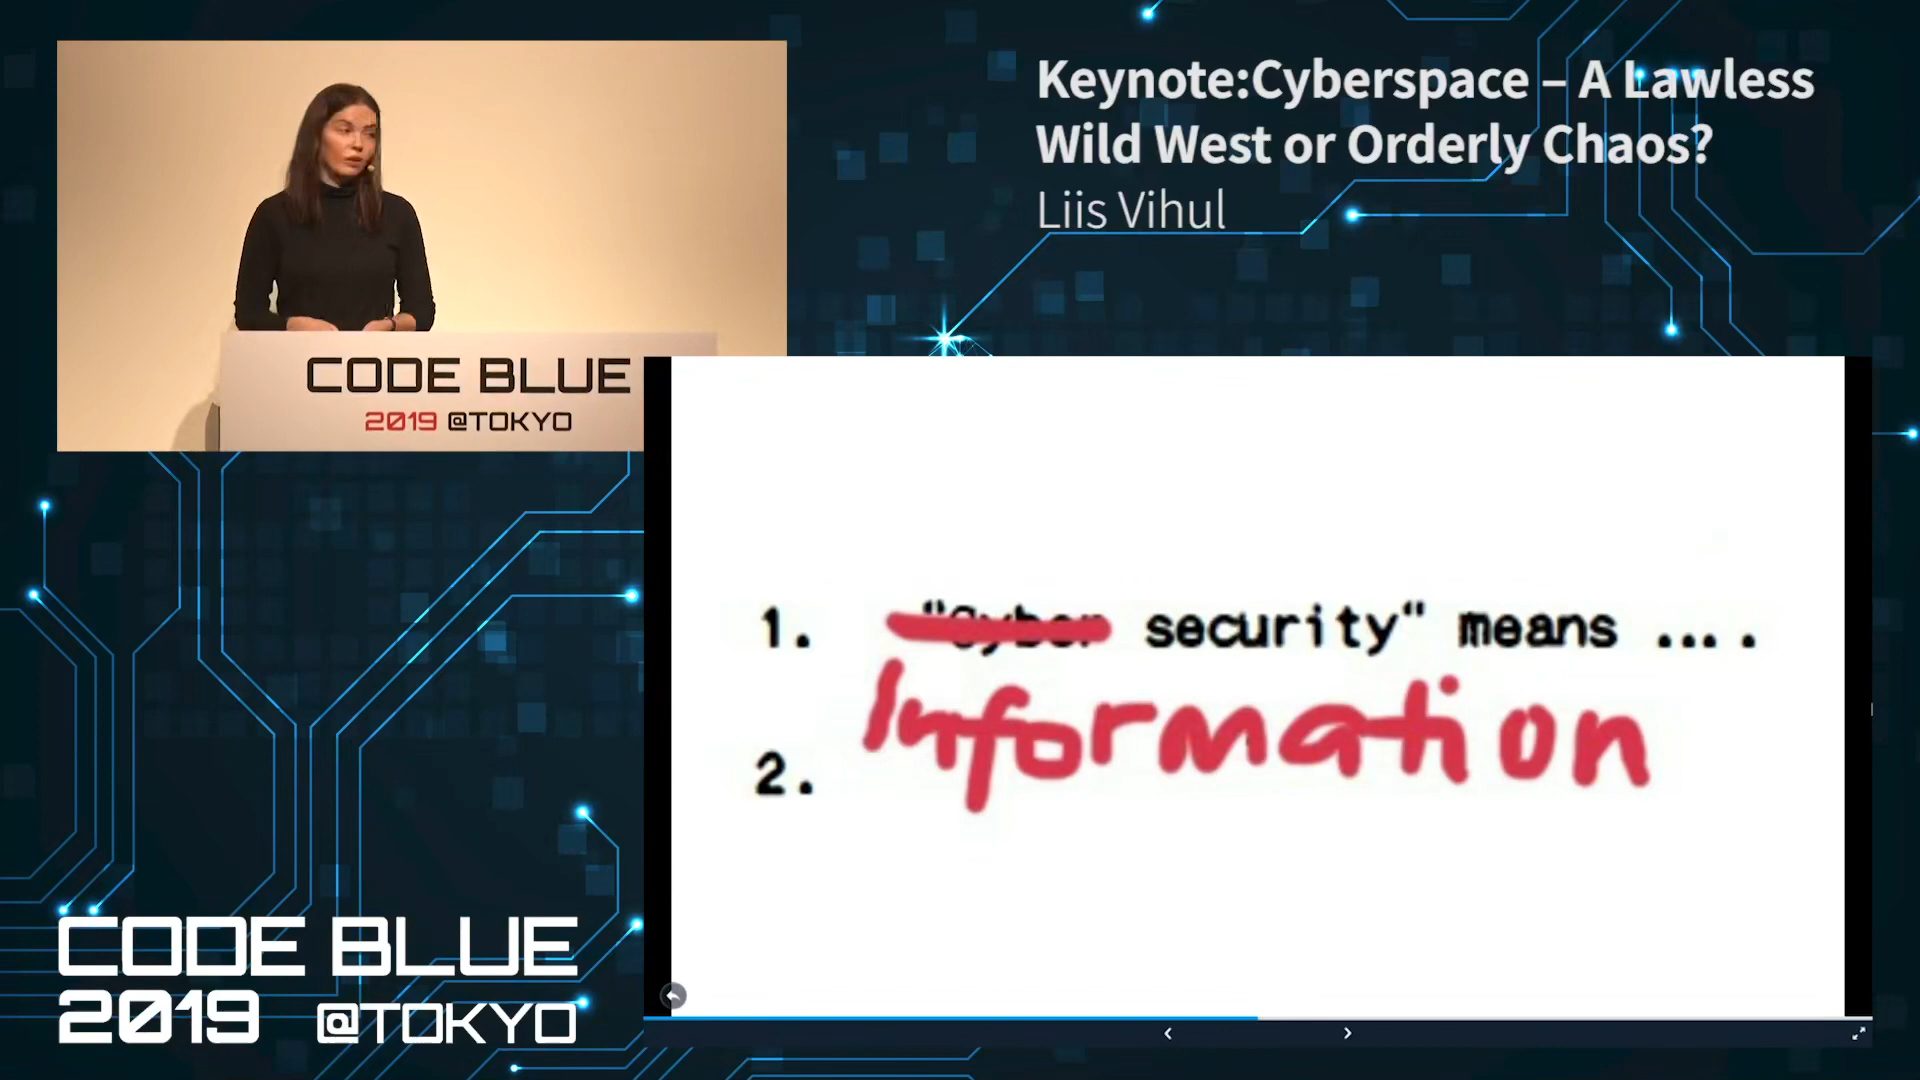 Keynote:Cyberspace – A Lawless
Wild West or Orderly Chaos?
Liis Vihul
CODE BLUE
2019 @TOKYO
1. "Cyber security" means ....
Information
2.
CODE BLUE
2019 @TOKYO